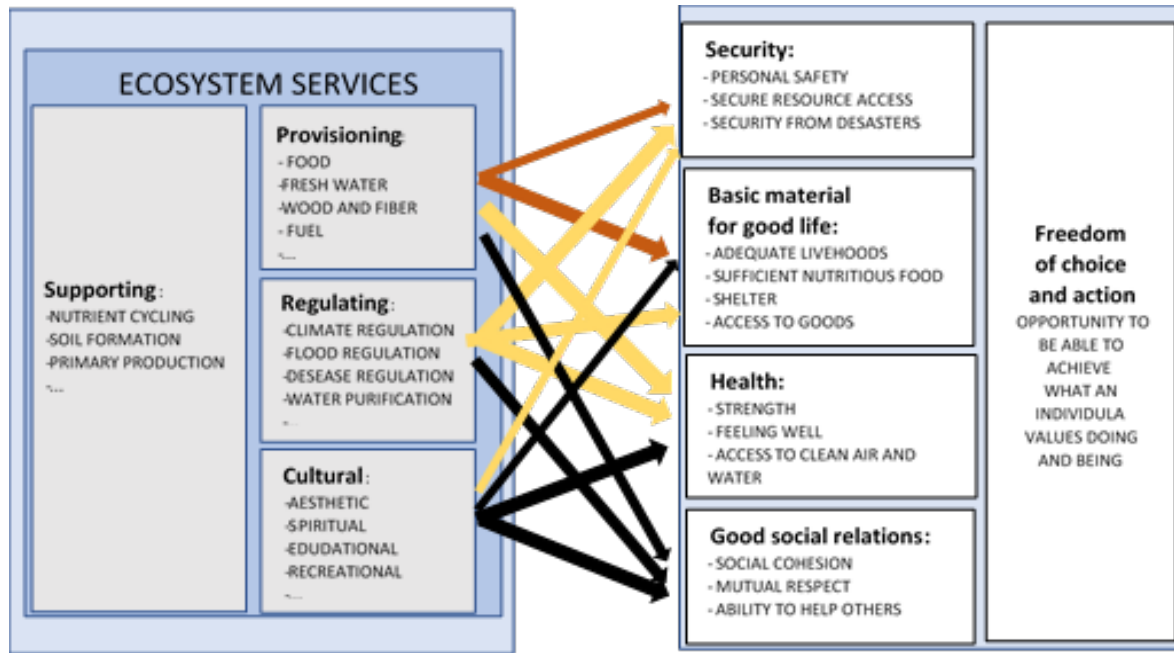 ECOSYSTEM SERVICES
Supporting:
-NUTRIENT CYCLING
-SOIL FORMATION
-PRIMARY PRODUCTION
-...
Provisioning:
- FOOD
-FRESH WATER
-WOOD AND FIBER
- FUEL
-...
Regulating:
-CLIMATE REGULATION
-FLOOD REGULATION
-DESEASE REGULATION
-WATER PURIFICATION
-...
Cultural:
-AESTHETIC
-SPIRITUAL
-EDUDATIONAL
-RECREATIONAL
-...
Security:
- PERSONAL SAFETY
- SECURE RESOURCE ACCESS
- SECURITY FROM DESASTERS
Basic material
for good life:
- ADEQUATE LIVEHOODS
- SUFFICIENT NUTRITIOUS FOOD
- SHELTER
- ACCESS TO GOODS
Health:
- STRENGTH
- FEELING WELL
- ACCESS TO CLEAN AIR AND
WATER
Good social relations:
- SOCIAL COHESION
- MUTUAL RESPECT
- ABILITY TO HELP OTHERS
Freedom
of choice
and action
OPPORTUNITY TO
BE ABLE TO
ACHIEVE
WHAT AN
INDIVIDULA
VALUES DOING
AND BEING